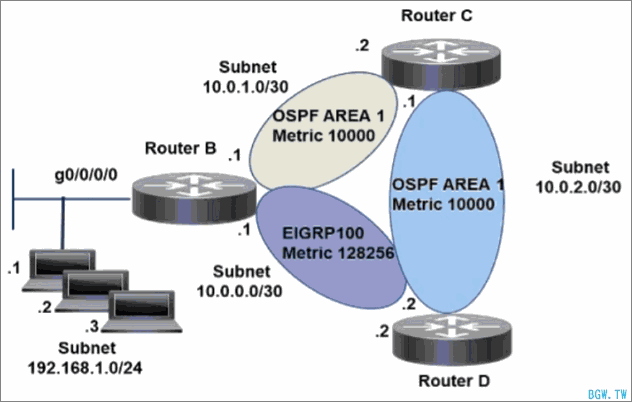 Router C
.2
Subnet
10.0.1.0/30
.1
OSPF AREA 1
Metric 10000
Router B
.1
g0/0/0/0
OSPF AREA 1
Metric 10000
Subnet
10.0.2.0/30
.1
EIGRP100
Metric 128256
Subnet
10.0.0.0/30
.1
.2
.3
Subnet
192.168.1.0/24
.2
.2
Router D
BGW.TW